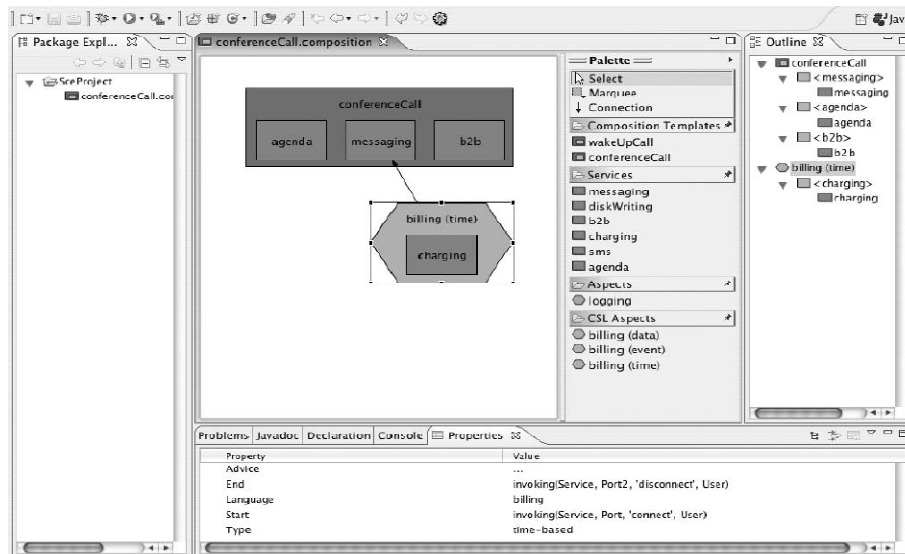 Java
Package Expl...
SceProject
conferenceCall.co
conferenceCall.composition
conferenceCall
agenda
messaging
b2b
billing (time)
charging
Palette
Select
Marquee
Connection
Composition Templates
wakeUpCall
conferenceCall
Services
messaging
diskWriting
b2b
charging
sms
agenda
Aspects
logging
CSL Aspects
billing (data)
billing (event)
billing (time)
Outline
conferenceCall
<messaging>
messaging
<agenda>
agenda
<b2b>
b2b
billing (time)
<charging>
charging
Problems Javadoc Declaration Console Properties
Property Value
Advice ...
End invoking(Service, Port2, 'disconnect', User)
Language billing
Start invoking(Service, Port, 'connect', User)
Type time-based